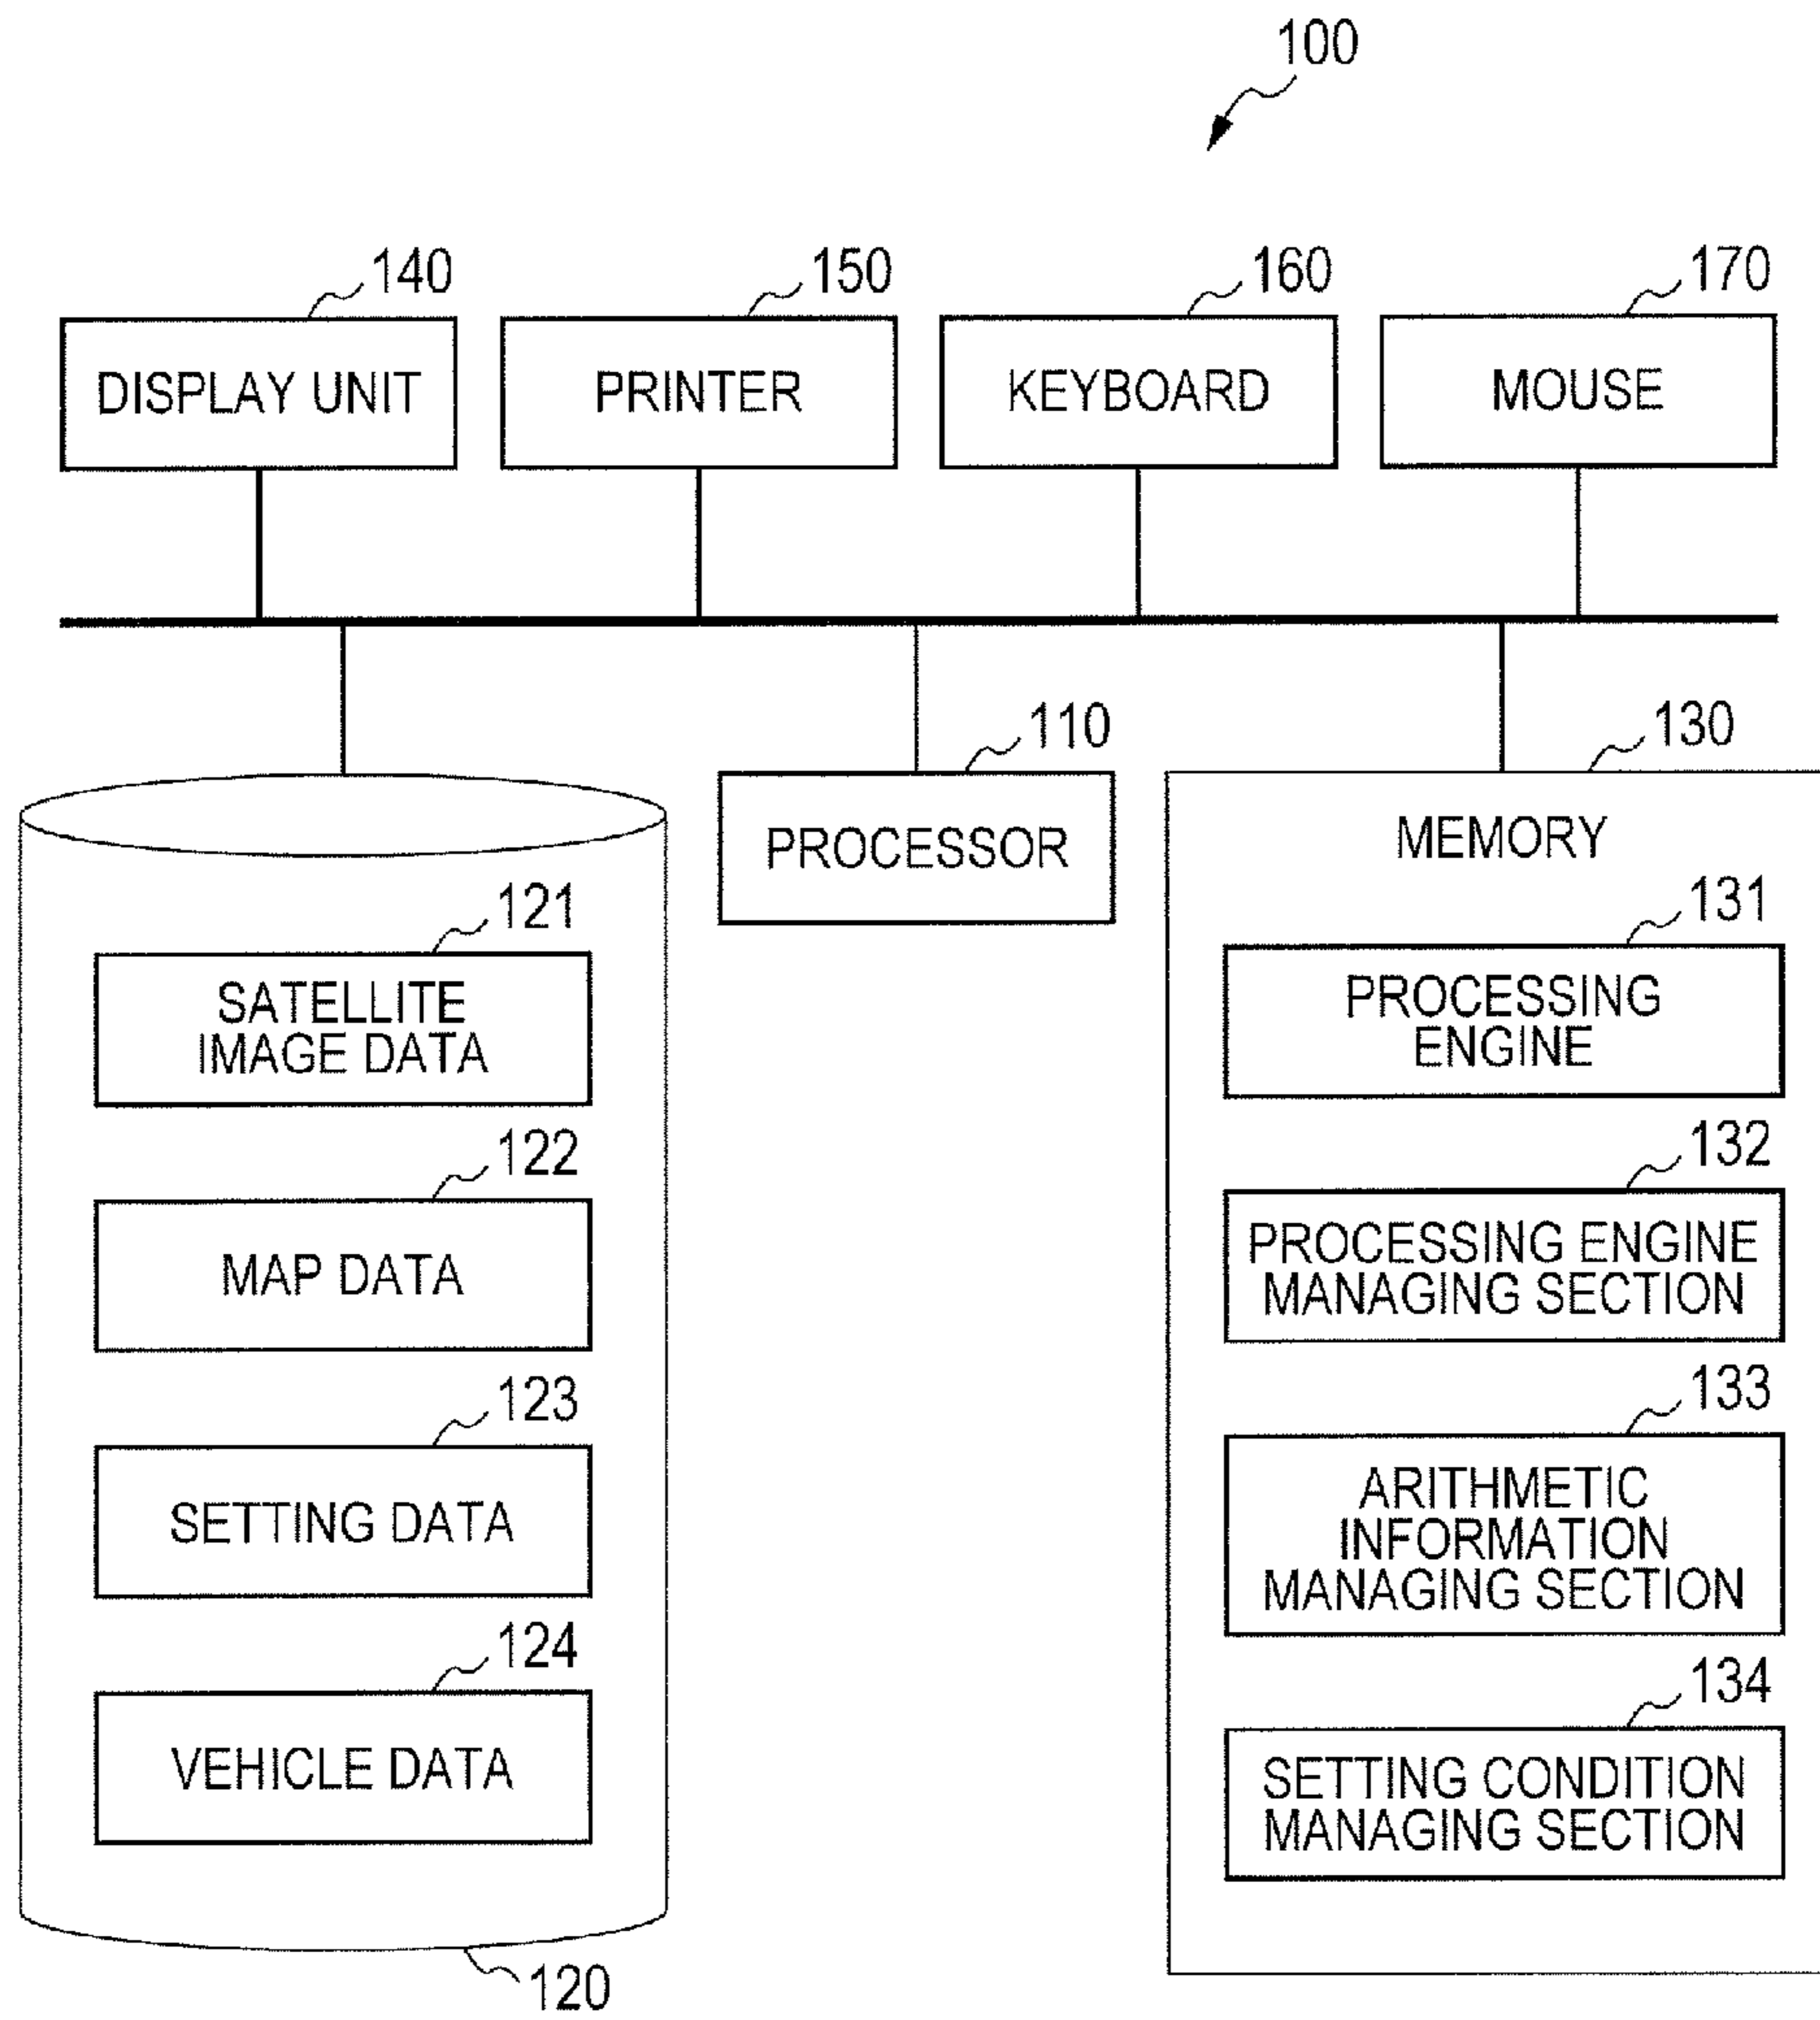 100
140
150
160
170
DISPLAY UNIT
PRINTER
KEYBOARD
MOUSE
110
130
PROCESSOR
MEMORY
121
SATELLITE
IMAGE DATA
122
MAP DATA
123
SETTING DATA
124
VEHICLE DATA
120
131
PROCESSING
ENGINE
132
PROCESSING ENGINE
MANAGING SECTION
133
ARITHMETIC
INFORMATION
MANAGING SECTION
134
SETTING CONDITION
MANAGING SECTION